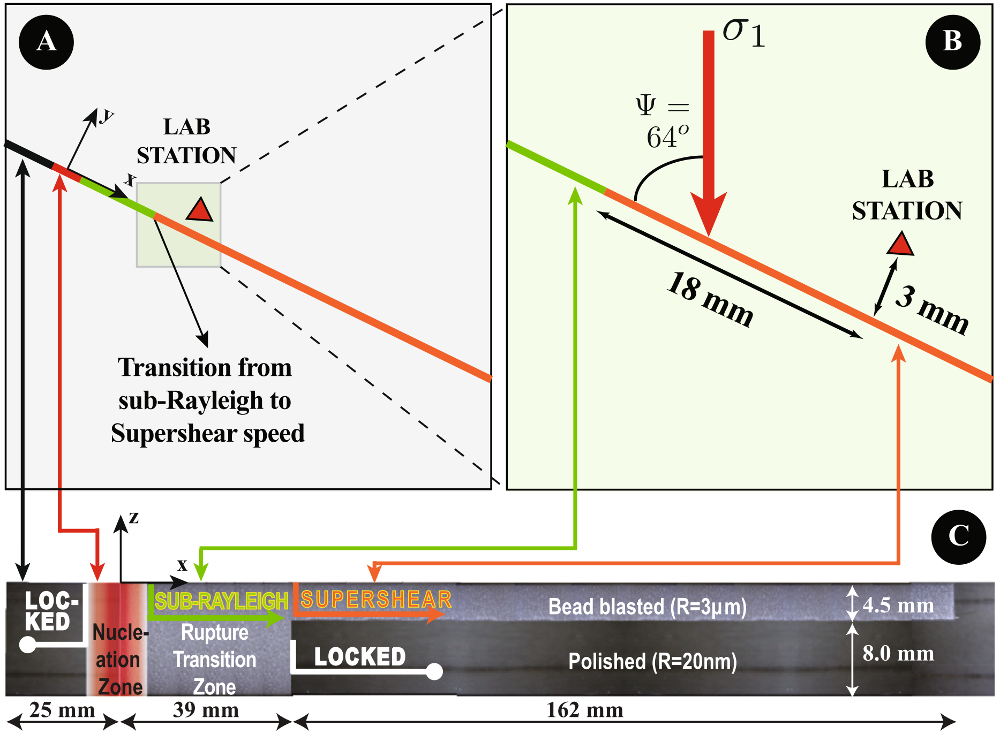 A
y
x
LAB
STATION
Transition from
sub-Rayleigh to
Supershear speed
B
σ1
Ψ =
64o
LAB
STATION
18 mm
3 mm
C
z
x
LOC-
KED
Nucle-
ation
Zone
SUB-RAYLEIGH
Rupture
Transition
Zone
SUPERSHEAR
LOCKED
Bead blasted (R=3μm)
Polished (R=20nm)
4.5 mm
8.0 mm
25 mm
39 mm
162 mm